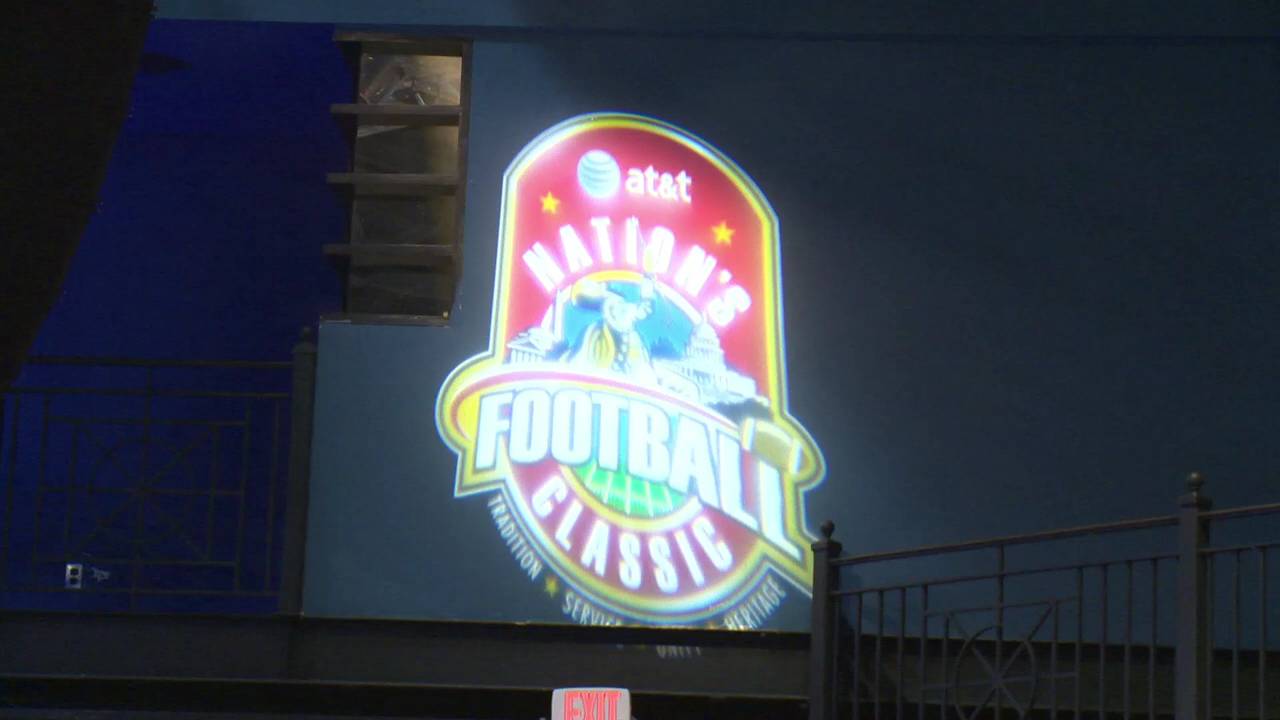 at&t
NATION'S
FOOTBALL
CLASSIC
TRADITION
SERVICE
UNITY
HERITAGE
EXIT